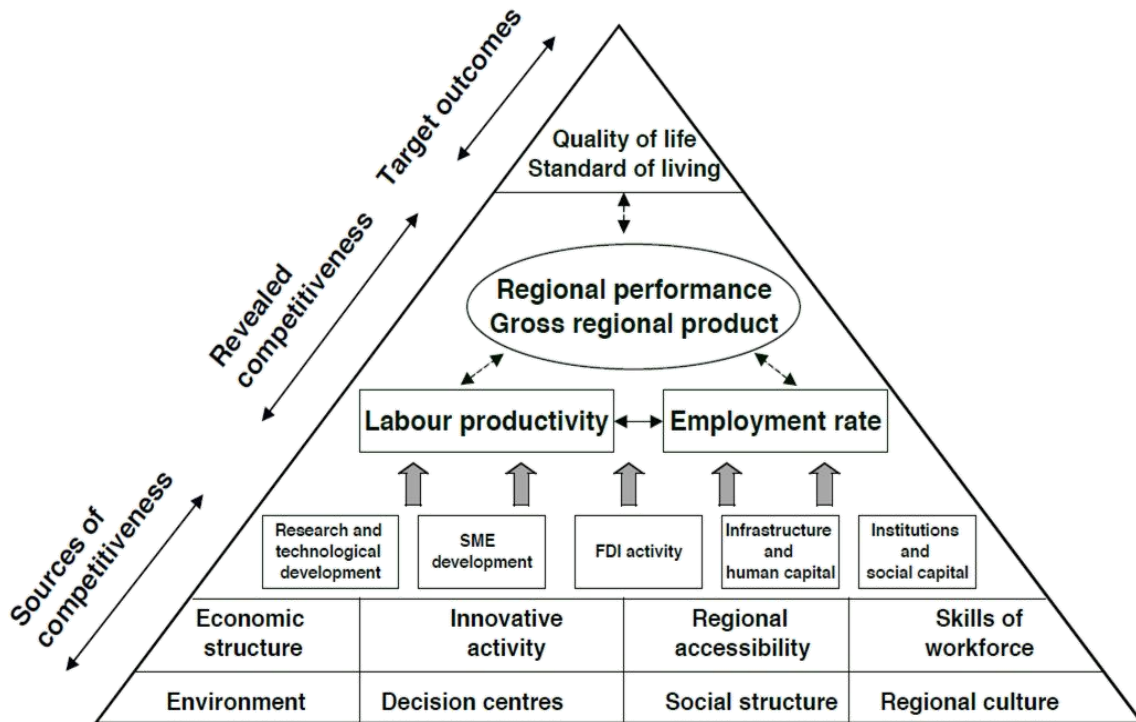 Target outcomes
Quality of life
Standard of living
Revealed
competitiveness
Regional performance
Gross regional product
Labour productivity
Employment rate
Sources of
competitiveness
Research and
technological
development
SME
development
FDI activity
Infrastructure
and
human capital
Institutions
and
social capital
Economic
structure
Innovative
activity
Regional
accessibility
Skills of
workforce
Environment
Decision centres
Social structure
Regional culture